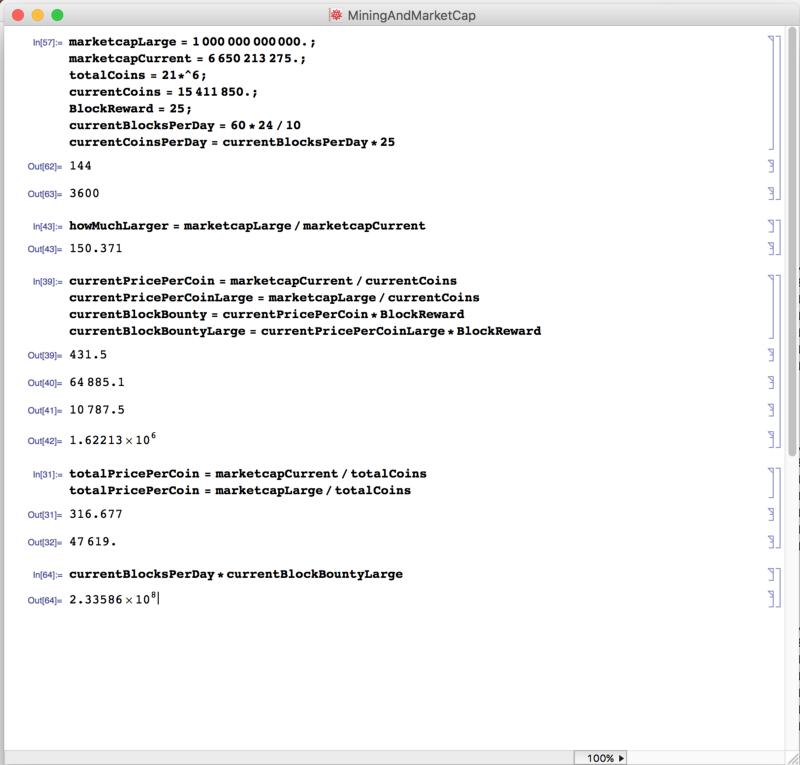 MiningAndMarketCap
In[57]:= marketcapLarge = 1 000 000 000 000.;
marketcapCurrent = 6 650 213 275.;
totalCoins = 21*^6;
currentCoins = 15 411 850.;
BlockReward = 25;
currentBlocksPerDay = 60 * 24 / 10
currentCoinsPerDay = currentBlocksPerDay * 25
Out[62]= 144
Out[63]= 3600
In[43]:= howMuchLarger = marketcapLarge / marketcapCurrent
Out[43]= 150.371
In[39]:= currentPricePerCoin = marketcapCurrent / currentCoins
currentPricePerCoinLarge = marketcapLarge / currentCoins
currentBlockBounty = currentPricePerCoin * BlockReward
currentBlockBountyLarge = currentPricePerCoinLarge * BlockReward
Out[39]= 431.5
Out[40]= 64 885.1
Out[41]= 10 787.5
Out[42]= 1.62213 × 10^6
In[31]:= totalPricePerCoin = marketcapCurrent / totalCoins
totalPricePerCoin = marketcapLarge / totalCoins
Out[31]= 316.677
Out[32]= 47 619.
In[64]:= currentBlocksPerDay * currentBlockBountyLarge
Out[64]= 2.33586 × 10^8
100%